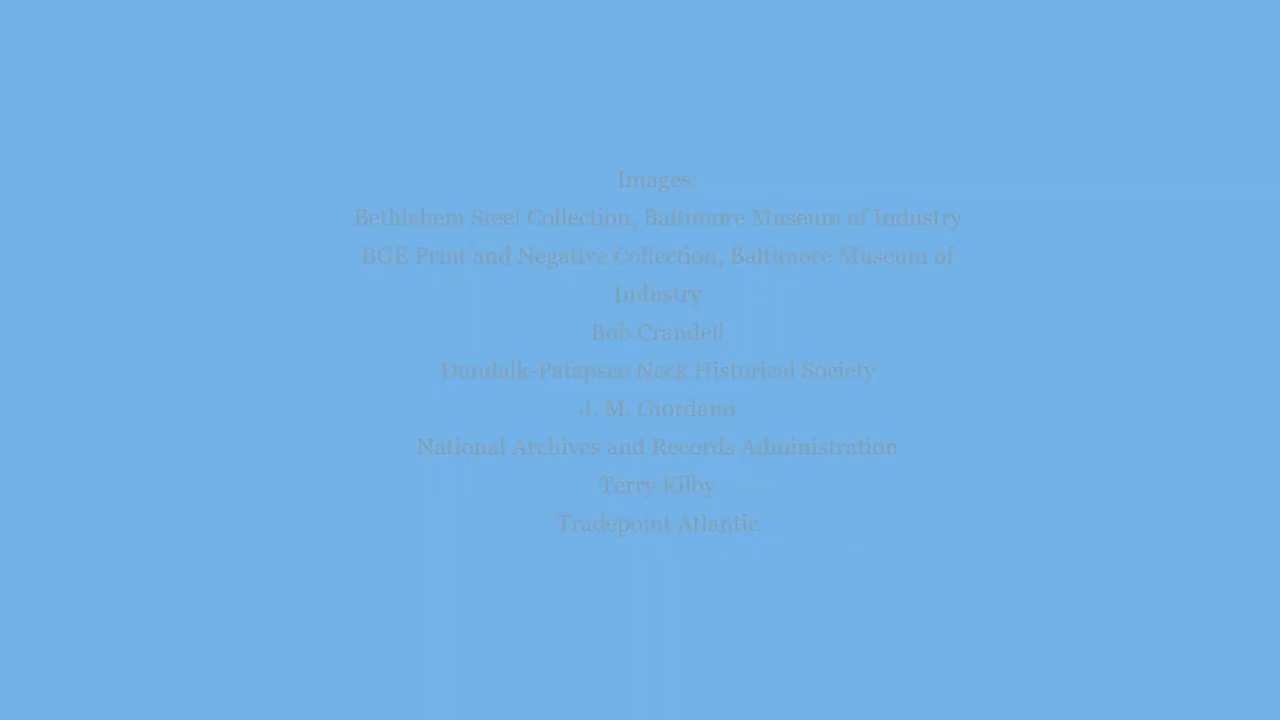 Images:
Bethlehem Steel Collection, Baltimore Museum of Industry
BGE Print and Negative Collection, Baltimore Museum of
Industry
Bob Crandell
Dundalk-Patapsco Neck Historical Society
J. M. Giordano
National Archives and Records Administration
Terry Kilby
Tradepoint Atlantic